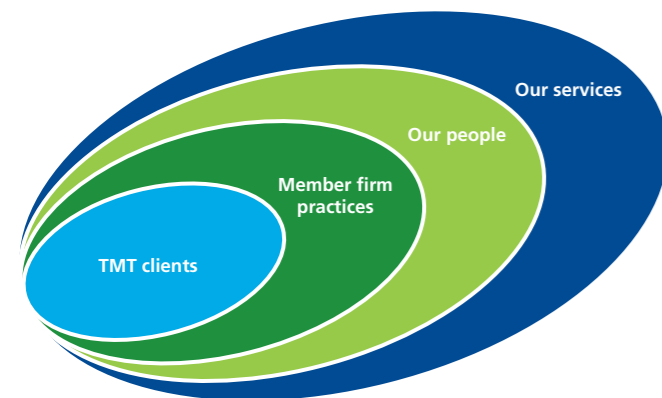 Our services
Our people
Member firm
practices
TMT clients